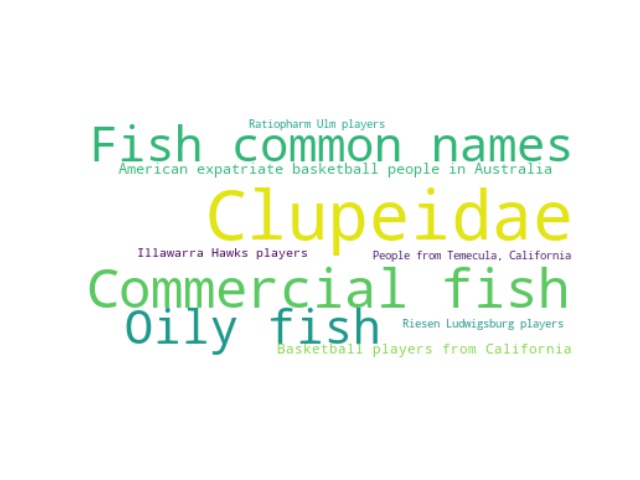 Ratiopharm Ulm players
Fish common names
American expatriate basketball people in Australia
Clupeidae
Illawarra Hawks players
People from Temecula, California
Commercial fish
Oily fish
Riesen Ludwigsburg players
Basketball players from California